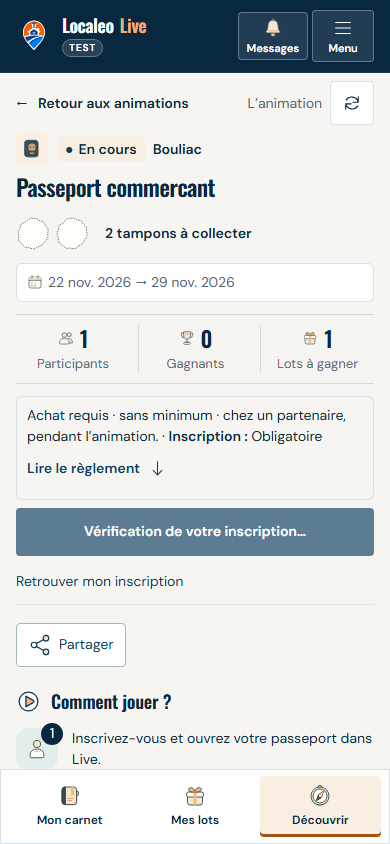 Localeo Live
TEST
Messages
Menu
← Retour aux animations
L’animation
• En cours
Bouliac
Passeport commercant
2 tampons à collecter
22 nov. 2026 → 29 nov. 2026
1
Participants
0
Gagnants
1
Lots à gagner
Achat requis · sans minimum · chez un partenaire,
pendant l’animation. · Inscription : Obligatoire
Lire le règlement ↓
Vérification de votre inscription…
Retrouver mon inscription
Partager
Comment jouer ?
1
Inscrivez-vous et ouvrez votre passeport dans
Live.
Mon carnet
Mes lots
Découvrir